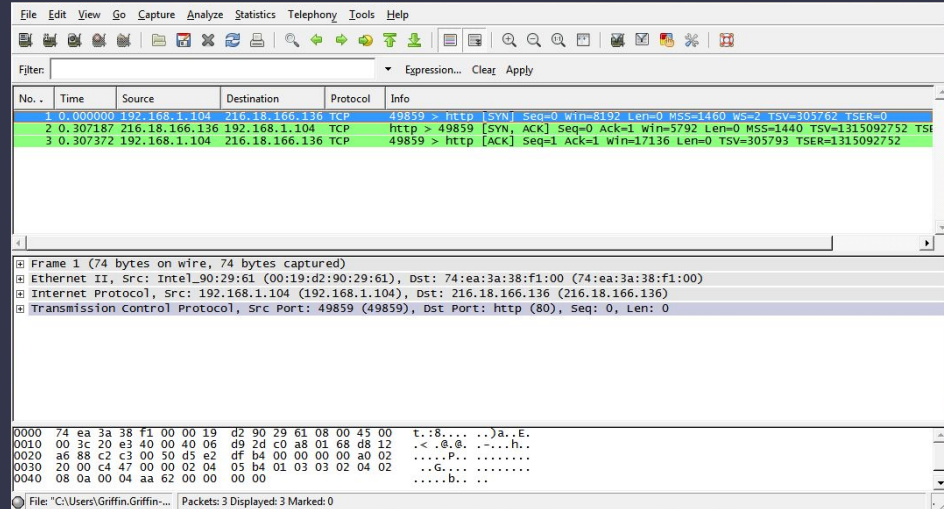 File Edit View Go Capture Analyze Statistics Telephony Tools Help
Filter: Expression... Clear Apply
No. . Time Source Destination Protocol Info
1 0.000000 192.168.1.104 216.18.166.136 TCP 49859 > http [SYN] Seq=0 Win=8192 Len=0 MSS=1460 WS=2 TSV=305762 TSER=0
2 0.307187 216.18.166.136 192.168.1.104 TCP http > 49859 [SYN, ACK] Seq=0 Ack=1 Win=5792 Len=0 MSS=1440 TSV=1315092752 TSE
3 0.307372 192.168.1.104 216.18.166.136 TCP 49859 > http [ACK] Seq=1 Ack=1 Win=17136 Len=0 TSV=305793 TSER=1315092752
Frame 1 (74 bytes on wire, 74 bytes captured)
Ethernet II, Src: Intel_90:29:61 (00:19:d2:90:29:61), Dst: 74:ea:3a:38:f1:00 (74:ea:3a:38:f1:00)
Internet Protocol, Src: 192.168.1.104 (192.168.1.104), Dst: 216.18.166.136 (216.18.166.136)
Transmission Control Protocol, Src Port: 49859 (49859), Dst Port: http (80), Seq: 0, Len: 0
0000 74 ea 3a 38 f1 00 00 19 d2 90 29 61 08 00 45 00 t.:8.... ..)a..E.
0010 00 3c 20 e3 40 00 40 06 d9 2d c0 a8 01 68 d8 12 .< .@.@. .-...h..
0020 a6 88 c2 c3 00 50 d5 e2 df b4 00 00 00 00 a0 02 .....P.. ........
0030 20 00 c4 47 00 00 02 04 05 b4 01 03 03 02 04 02 ..G.... ........
0040 08 0a 00 04 aa 62 00 00 00 00 .....b.. ..
File: "C:\Users\Griffin.Griffin-... Packets: 3 Displayed: 3 Marked: 0